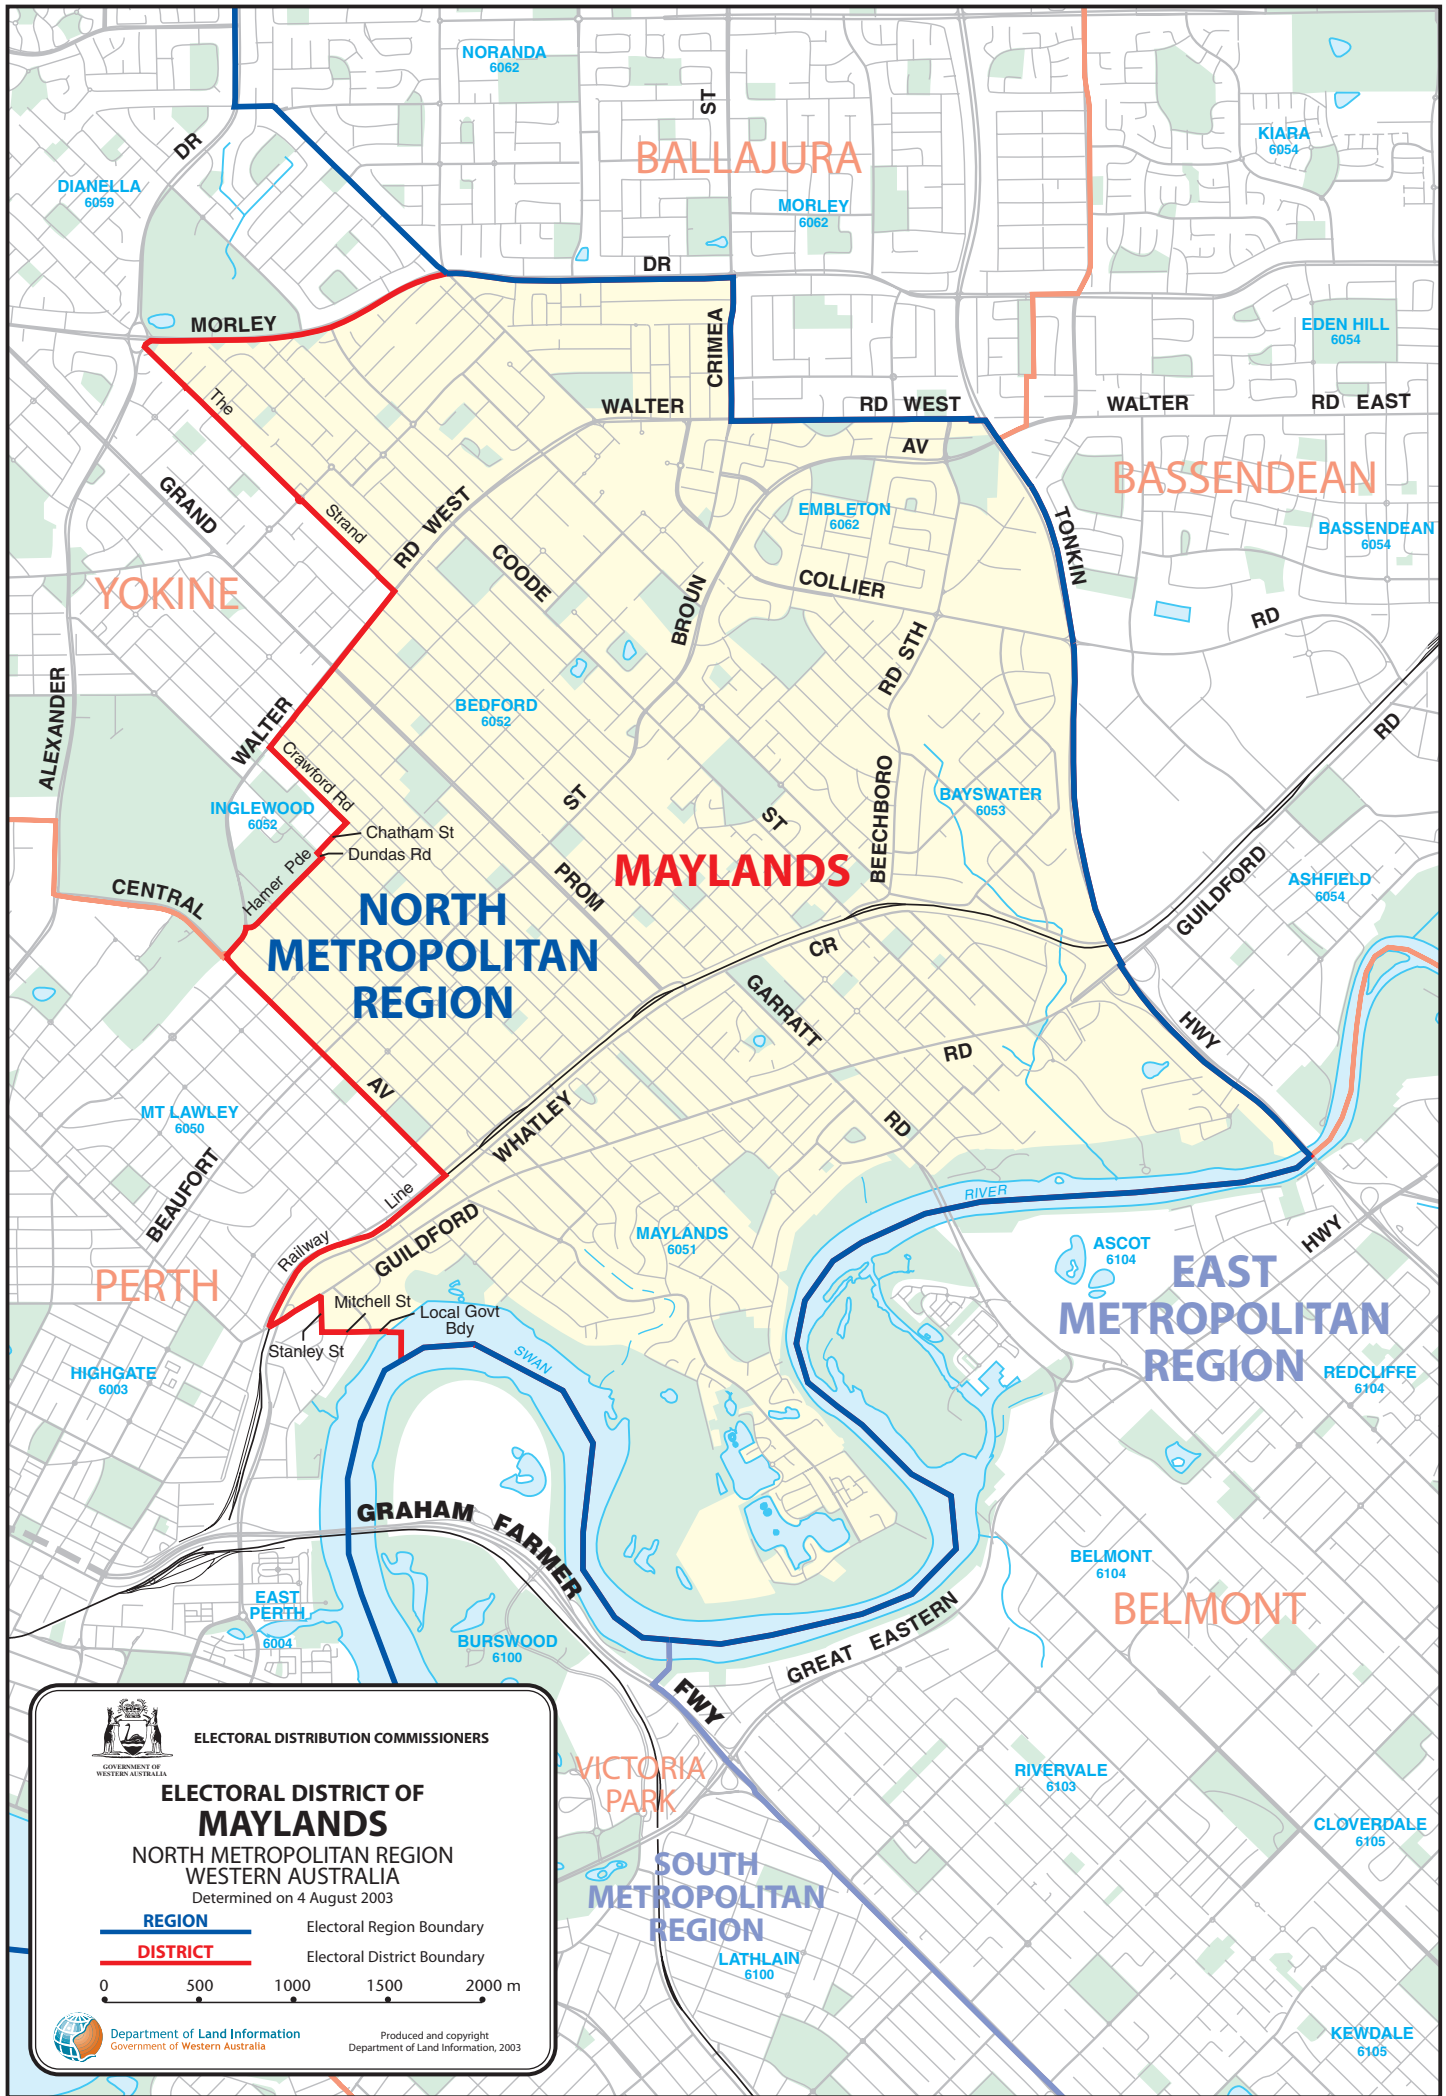 NORANDA
6062
ST
DR
BALLAJURA
KIARA
6054
DIANELLA
6059
MORLEY
6062
DR
MORLEY
CRIMEA
EDEN HILL
6054
The
WALTER
RD WEST
WALTER
RD EAST
AV
BASSENDEAN
GRAND
Strand
RD WEST
EMBLETON
6062
TONKIN
BASSENDEAN
6054
COODE
YOKINE
BROUN
COLLIER
RD
RD STH
ALEXANDER
WALTER
BEDFORD
6052
RD
Crawford Rd
INGLEWOOD
6052
ST
ST
BEECHBORO
BAYSWATER
6053
Chatham St
Dundas Rd
Hamer Pde
CENTRAL
PROM
MAYLANDS
GUILDFORD
ASHFIELD
6054
NORTH
METROPOLITAN
REGION
CR
GARRATT
RD
HWY
AV
MT LAWLEY
6050
WHATLEY
RD
BEAUFORT
Line
RIVER
Railway
GUILDFORD
MAYLANDS
6051
ASCOT
6104
HWY
PERTH
EAST
METROPOLITAN
REGION
Mitchell St
Local Govt
Bdy
Stanley St
SWAN
HIGHGATE
6003
REDCLIFFE
6104
GRAHAM
FARMER
BELMONT
6104
EAST
PERTH
6004
BELMONT
BURSWOOD
6100
GREAT EASTERN
FWY
VICTORIA
PARK
RIVERVALE
6103
CLOVERDALE
6105
SOUTH
METROPOLITAN
REGION
LATHLAIN
6100
KEWDALE
6105
GOVERNMENT OF
WESTERN AUSTRALIA
ELECTORAL DISTRIBUTION COMMISSIONERS
ELECTORAL DISTRICT OF
MAYLANDS
NORTH METROPOLITAN REGION
WESTERN AUSTRALIA
Determined on 4 August 2003
REGION
Electoral Region Boundary
DISTRICT
Electoral District Boundary
0 500 1000 1500 2000 m
Department of Land Information
Government of Western Australia
Produced and copyright
Department of Land Information, 2003